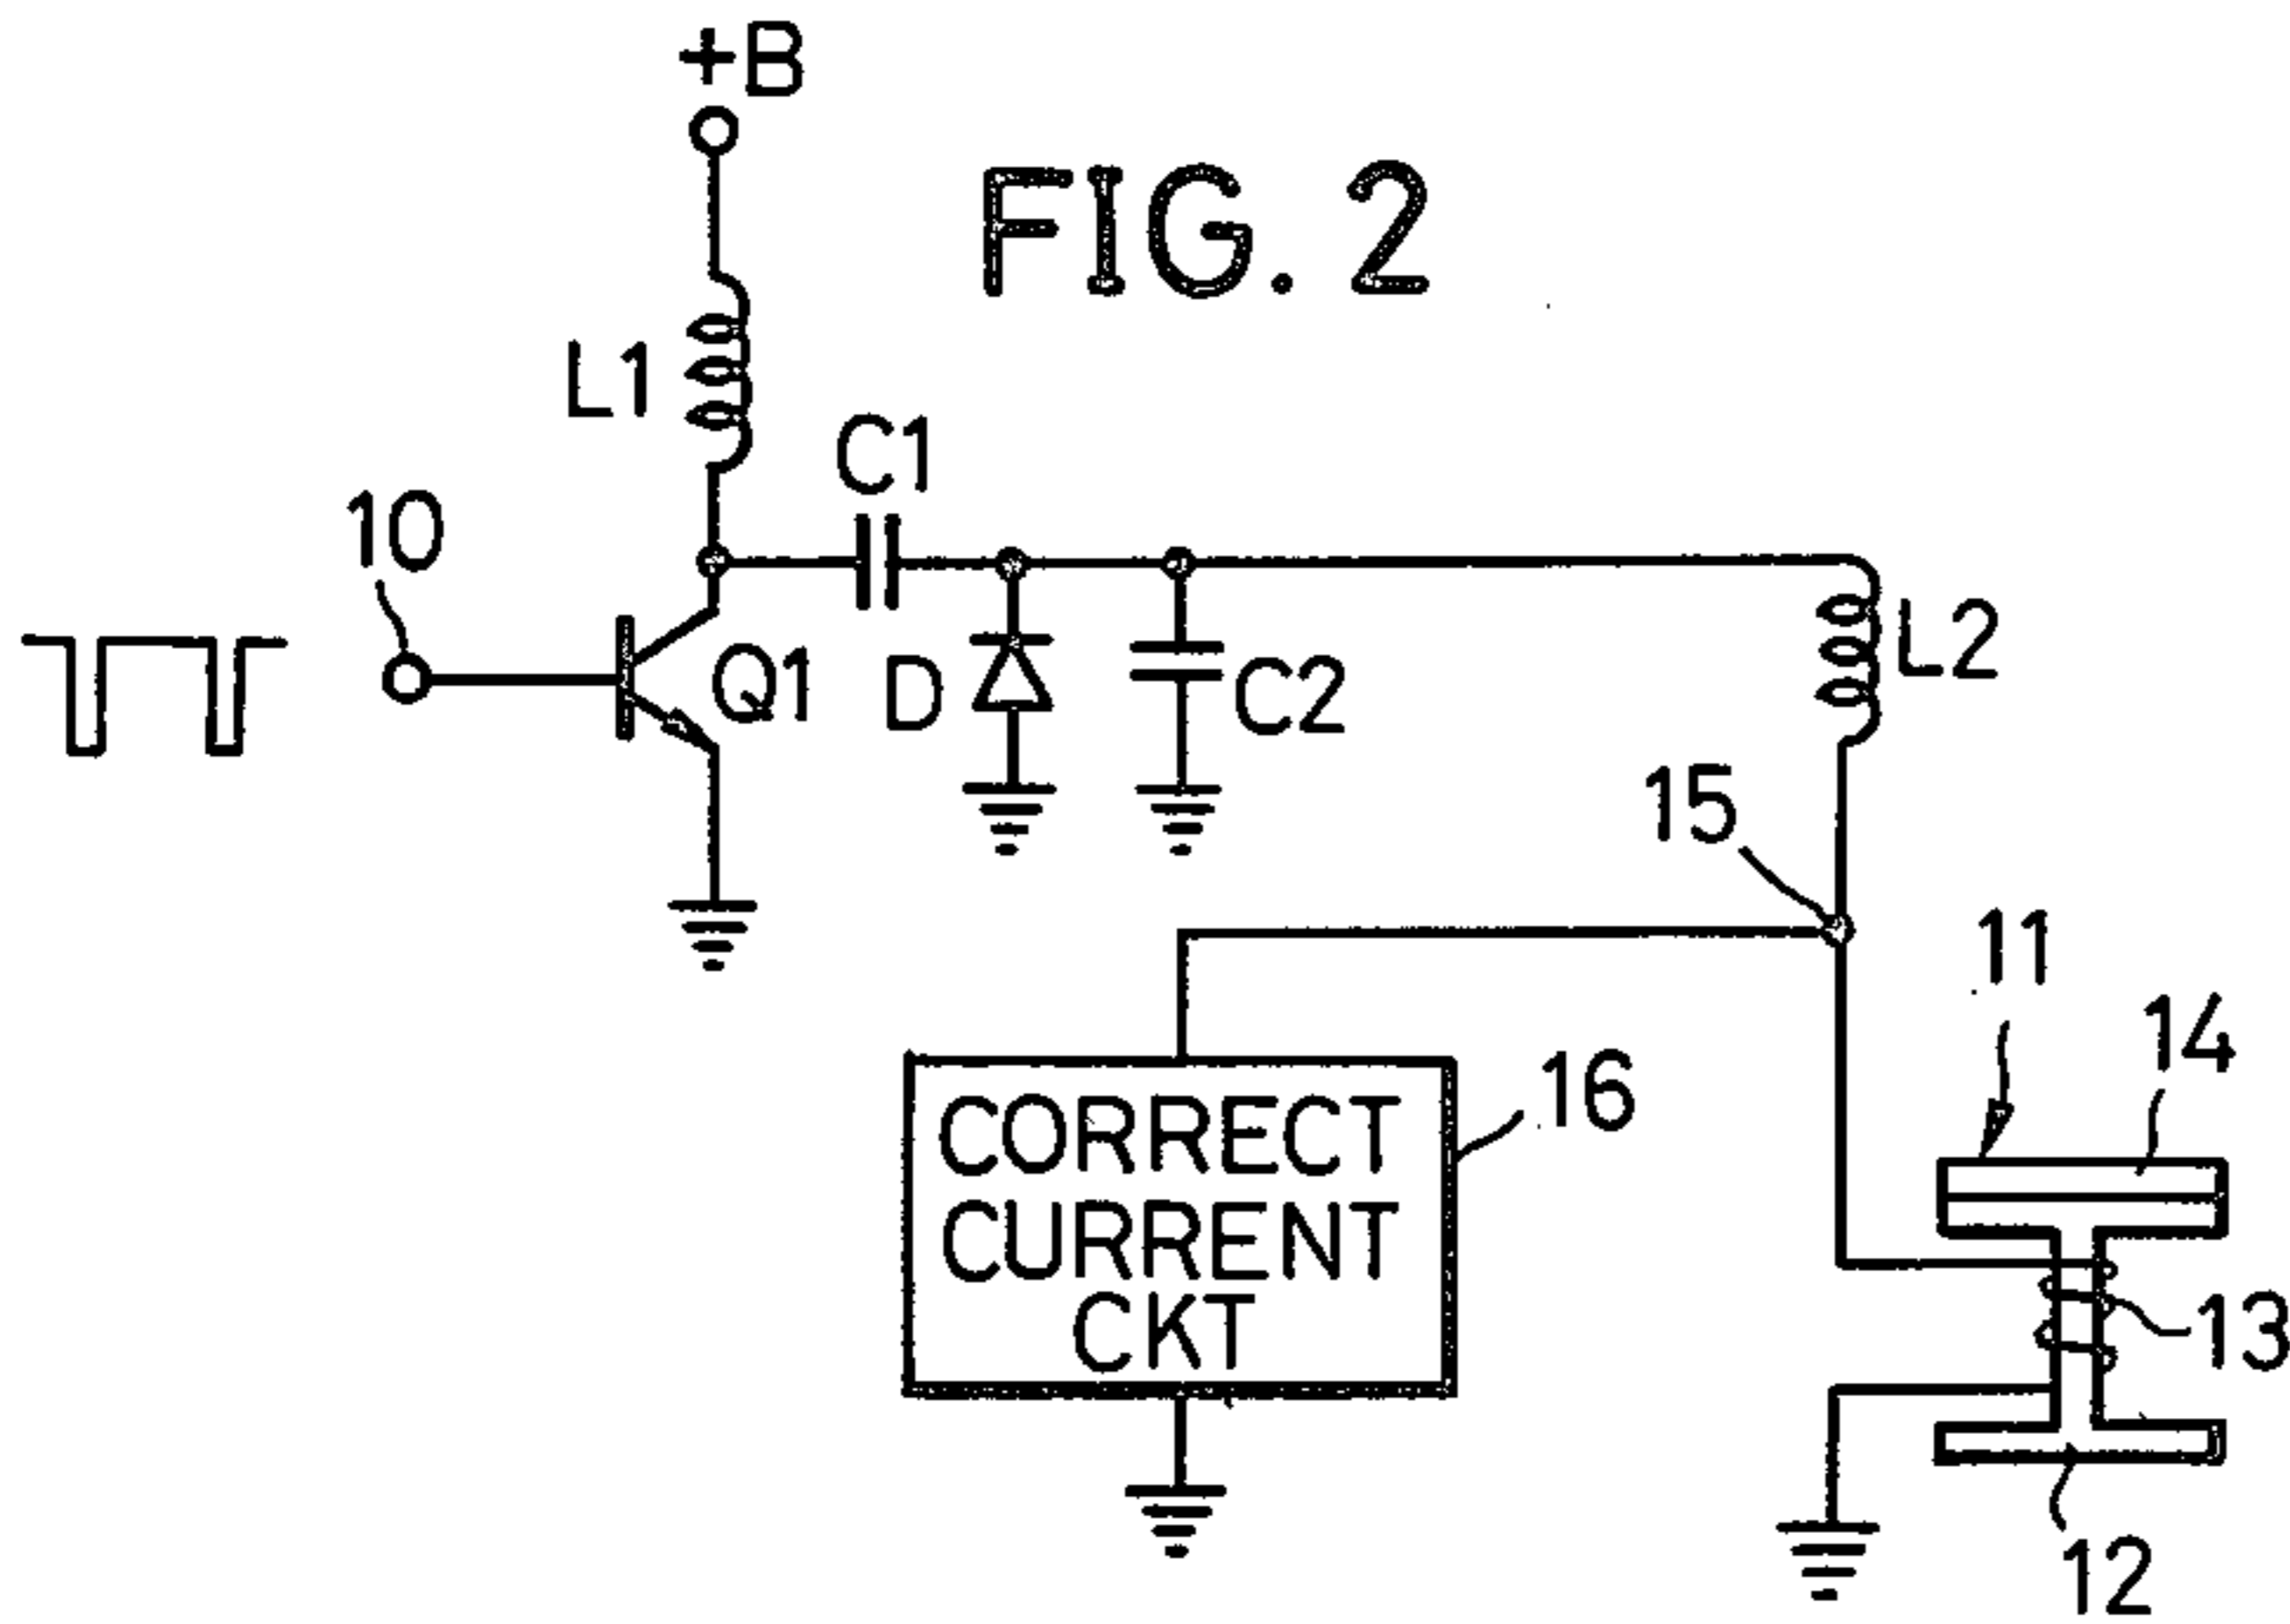 +B
FIG. 2
L1
C1
10
Q1
D
C2
L2
15
11
14
CORRECT
CURRENT
CKT
16
13
12